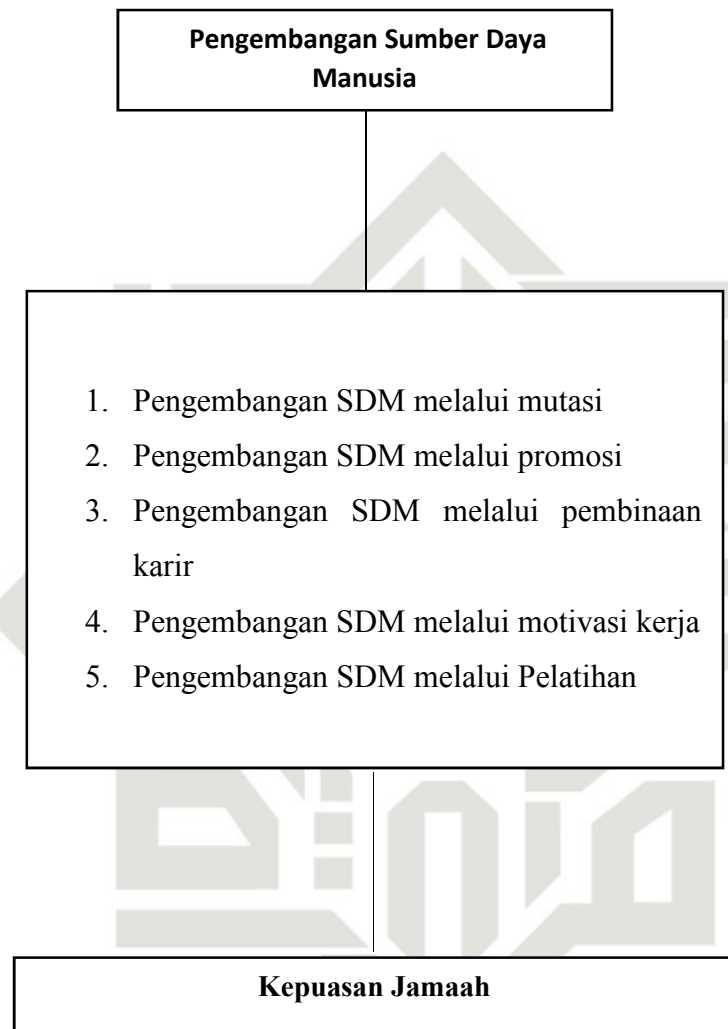 Pengembangan Sumber Daya
Manusia
1. Pengembangan SDM melalui mutasi
2. Pengembangan SDM melalui promosi
3. Pengembangan SDM melalui pembinaan
karir
4. Pengembangan SDM melalui motivasi kerja
5. Pengembangan SDM melalui Pelatihan
Kepuasan Jamaah